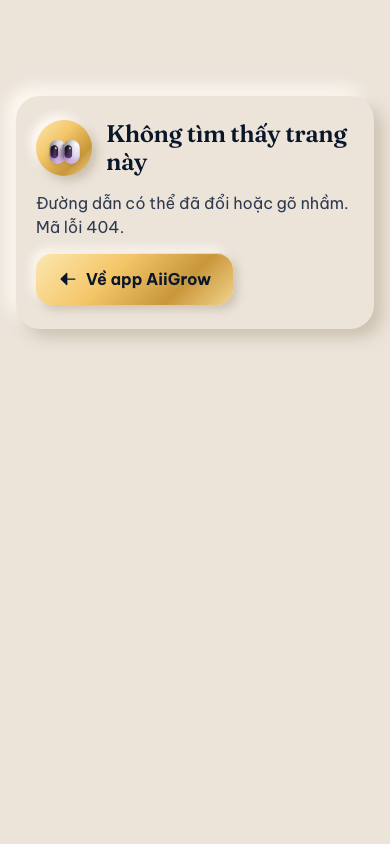 Không tìm thấy trang
này
Đường dẫn có thể đã đổi hoặc gõ nhầm.
Mã lỗi 404.
Về app AiiGrow